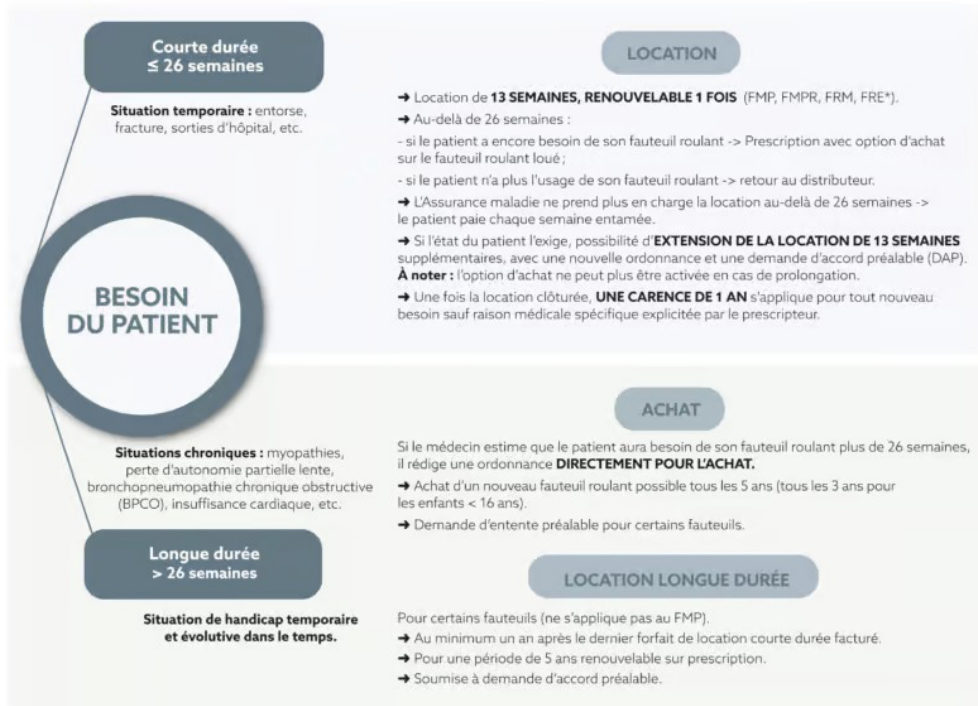 Courte durée
≤ 26 semaines
Situation temporaire : entorse,
fracture, sorties d'hôpital, etc.
LOCATION
➔ Location de 13 SEMAINES, RENOUVELABLE 1 FOIS (FMP, FMPR, FRM, FRE*).
➔ Au-delà de 26 semaines :
- si le patient a encore besoin de son fauteuil roulant -> Prescription avec option d'achat
sur le fauteuil roulant loué ;
- si le patient n'a plus l'usage de son fauteuil roulant -> retour au distributeur.
➔ L'Assurance maladie ne prend plus en charge la location au-delà de 26 semaines ->
le patient paie chaque semaine entamée.
➔ Si l'état du patient l'exige, possibilité d'EXTENSION DE LA LOCATION DE 13 SEMAINES
supplémentaires, avec une nouvelle ordonnance et une demande d'accord préalable (DAP).
À noter : l'option d'achat ne peut plus être activée en cas de prolongation.
➔ Une fois la location clôturée, UNE CARENCE DE 1 AN s'applique pour tout nouveau
besoin sauf raison médicale spécifique explicitée par le prescripteur.
BESOIN
DU PATIENT
Situations chroniques : myopathies,
perte d'autonomie partielle lente,
bronchopneumopathie chronique obstructive
(BPCO), insuffisance cardiaque, etc.
Longue durée
> 26 semaines
Situation de handicap temporaire
et évolutive dans le temps.
ACHAT
Si le médecin estime que le patient aura besoin de son fauteuil roulant plus de 26 semaines,
il rédige une ordonnance DIRECTEMENT POUR L'ACHAT.
➔ Achat d'un nouveau fauteuil roulant possible tous les 5 ans (tous les 3 ans pour
les enfants < 16 ans).
➔ Demande d'entente préalable pour certains fauteuils.
LOCATION LONGUE DURÉE
Pour certains fauteuils (ne s'applique pas au FMP).
➔ Au minimum un an après le dernier forfait de location courte durée facturé.
➔ Pour une période de 5 ans renouvelable sur prescription.
➔ Soumise à demande d'accord préalable.